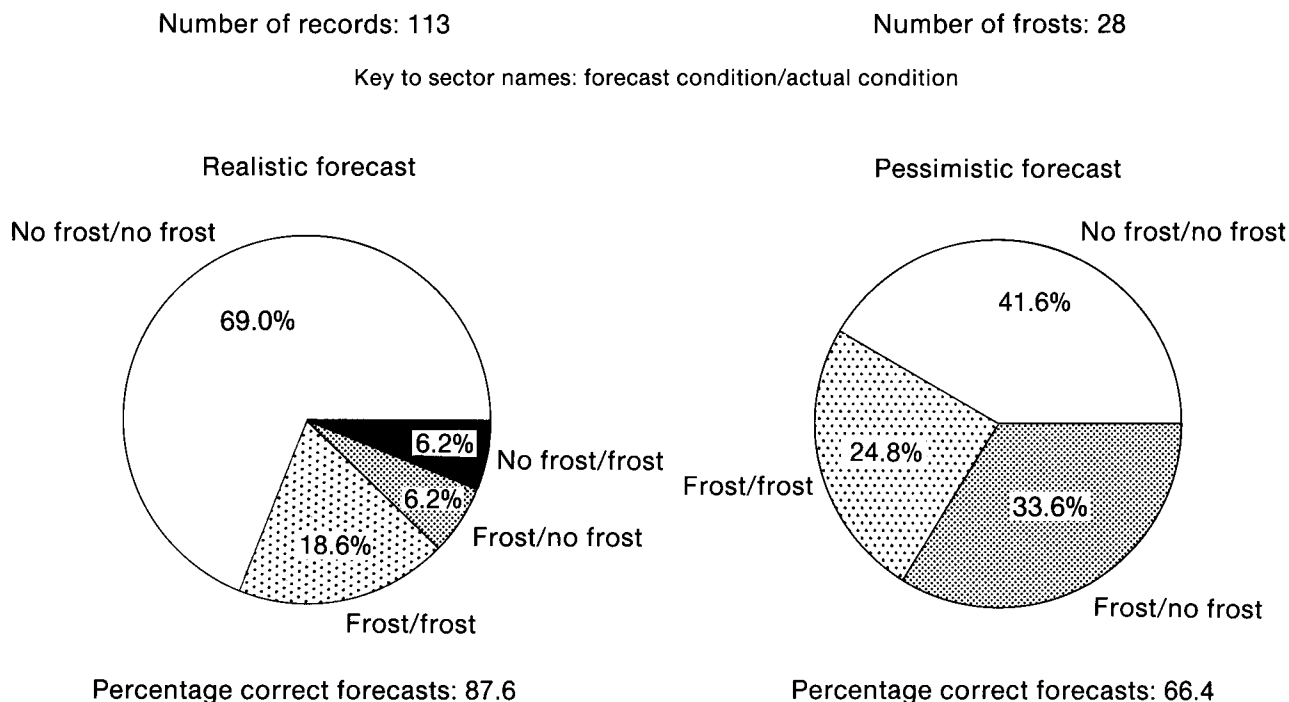 Number of records: 113
Number of frosts: 28
Key to sector names: forecast condition/actual condition
Realistic forecast
No frost/no frost
69.0%
6.2%
No frost/frost
6.2%
Frost/no frost
18.6%
Frost/frost
Percentage correct forecasts: 87.6
Pessimistic forecast
No frost/no frost
41.6%
24.8%
Frost/frost
33.6%
Frost/no frost
Percentage correct forecasts: 66.4